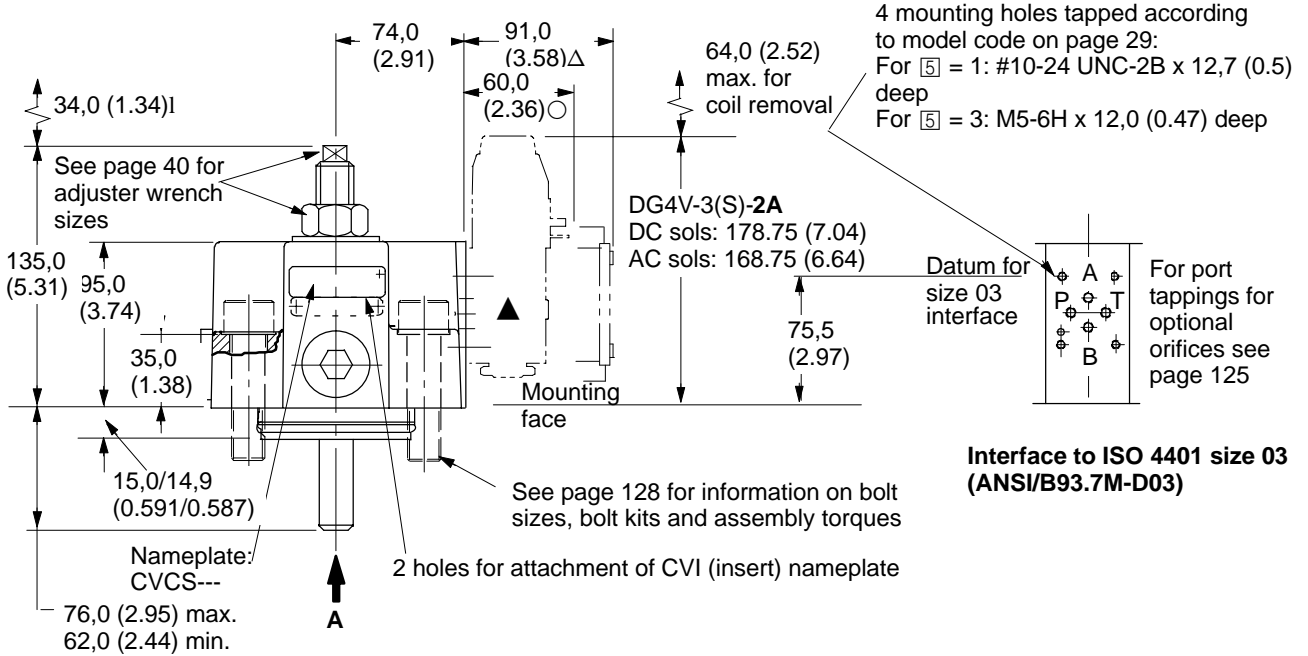 4 mounting holes tapped according
to model code on page 29:
For 5 = 1: #10-24 UNC-2B x 12,7 (0.5)
deep
For 5 = 3: M5-6H x 12,0 (0.47) deep
74,0
(2.91)
91,0
(3.58)Δ
60,0
(2.36)○
64,0 (2.52)
max. for
coil removal
34,0 (1.34)l
See page 40 for
adjuster wrench
sizes
135,0
(5.31)
95,0
(3.74)
35,0
(1.38)
DG4V-3(S)-2A
DC sols: 178.75 (7.04)
AC sols: 168.75 (6.64)
75,5
(2.97)
Mounting
face
Datum for
size 03
interface
A
P T
B
For port
tappings for
optional
orifices see
page 125
Interface to ISO 4401 size 03
(ANSI/B93.7M-D03)
15,0/14,9
(0.591/0.587)
See page 128 for information on bolt
sizes, bolt kits and assembly torques
Nameplate:
CVCS---
2 holes for attachment of CVI (insert) nameplate
76,0 (2.95) max.
62,0 (2.44) min.
A